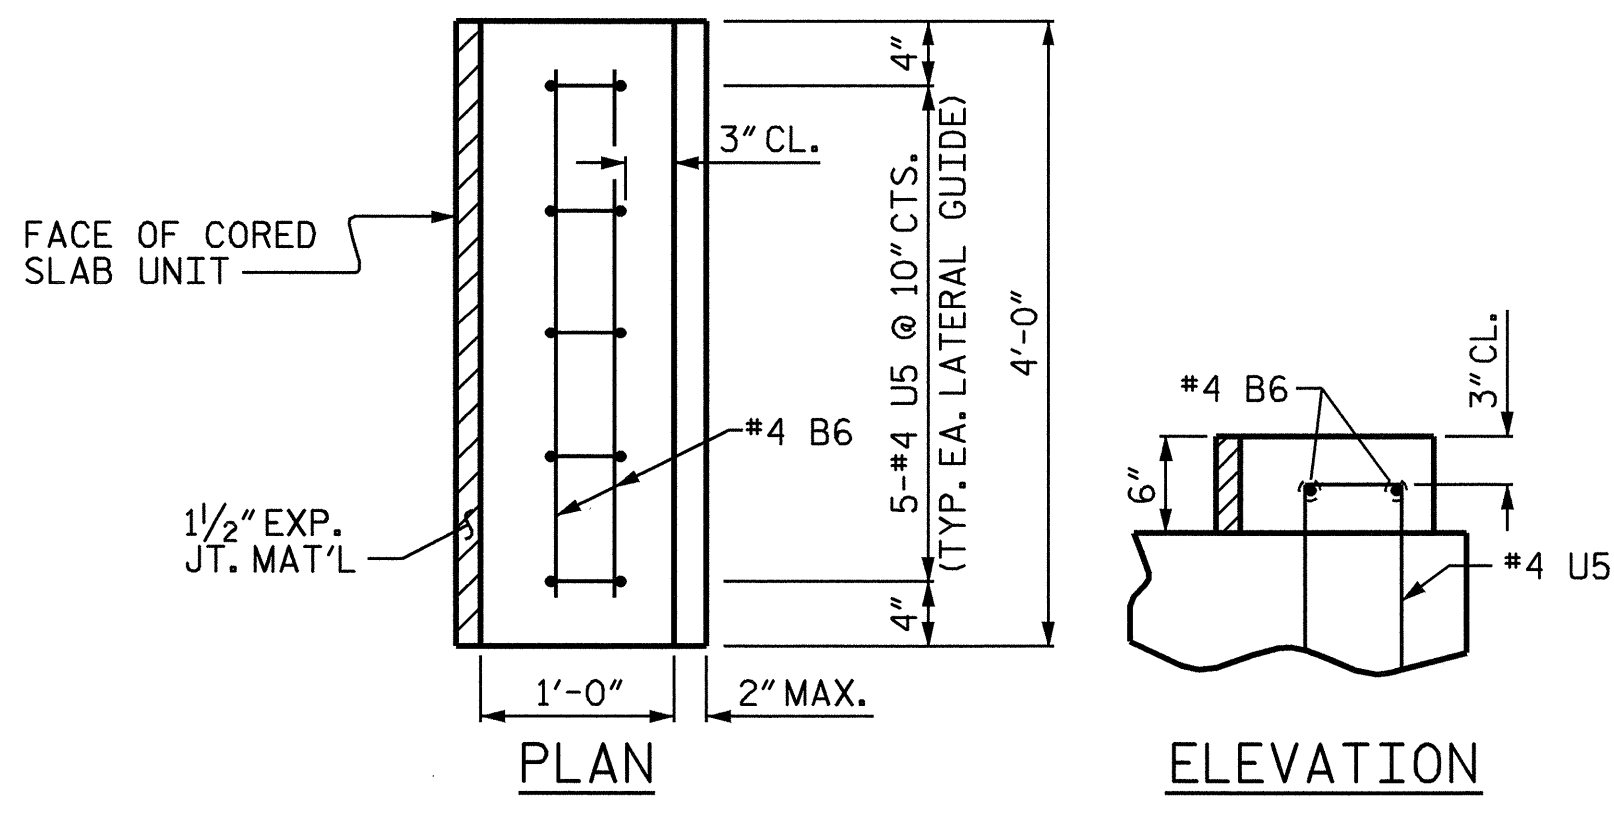 4"
3" CL.
5-#4 U5 @ 10" CTS.
(TYP. EA. LATERAL GUIDE)
4'-0"
FACE OF CORED
SLAB UNIT
#4 B6
1 1/2" EXP.
JT. MAT'L
4"
1'-0"
2" MAX.
PLAN
3" CL.
#4 B6
6"
#4 U5
ELEVATION